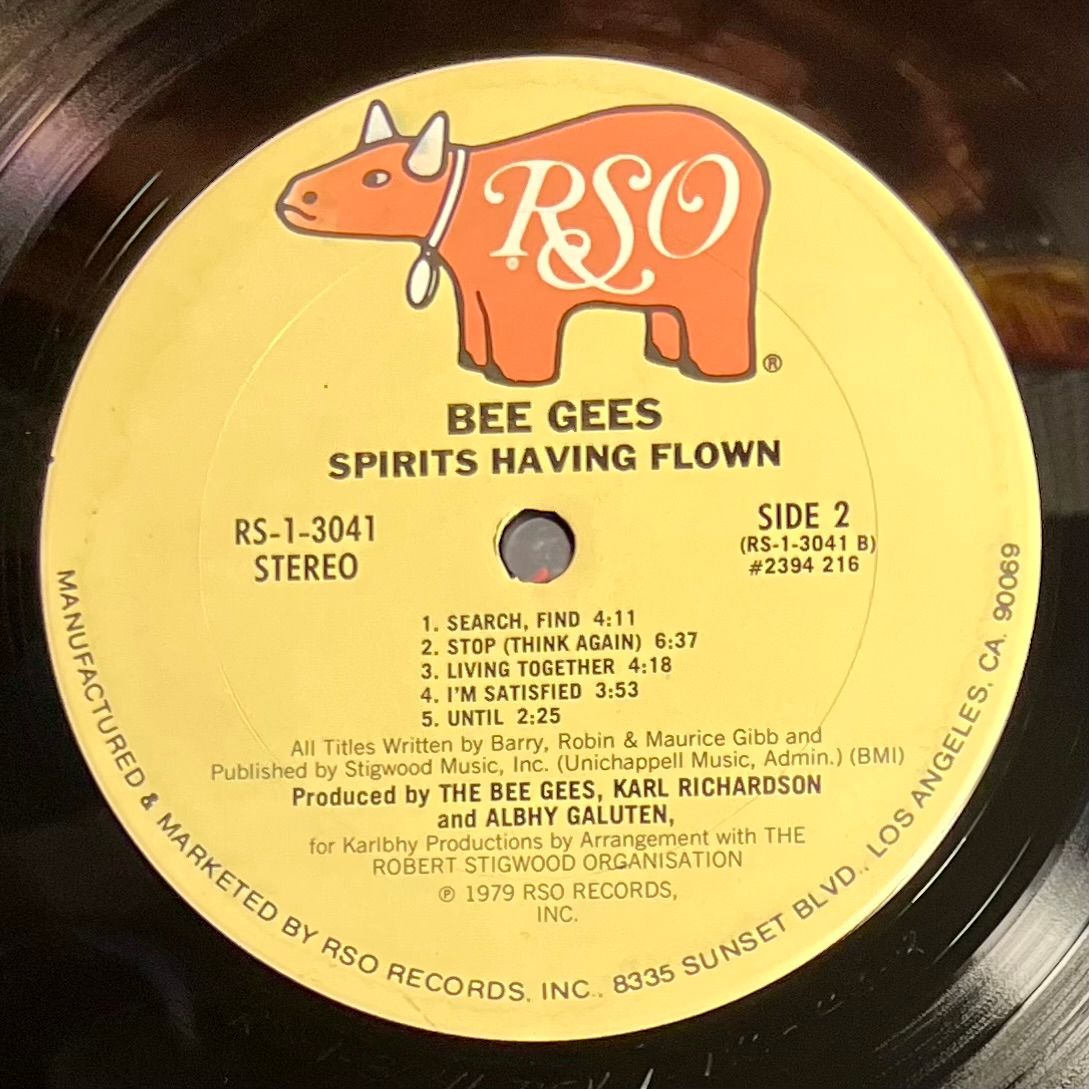 RSO
®
BEE GEES
SPIRITS HAVING FLOWN
RS-1-3041
STEREO
SIDE 2
(RS-1-3041 B)
#2394 216
1. SEARCH, FIND 4:11
2. STOP (THINK AGAIN) 6:37
3. LIVING TOGETHER 4:18
4. I'M SATISFIED 3:53
5. UNTIL 2:25
All Titles Written by Barry, Robin & Maurice Gibb and
Published by Stigwood Music, Inc. (Unichappell Music, Admin.) (BMI)
Produced by THE BEE GEES, KARL RICHARDSON
and ALBHY GALUTEN,
for Karlbhy Productions by Arrangement with THE
ROBERT STIGWOOD ORGANISATION
℗ 1979 RSO RECORDS,
INC.
MANUFACTURED & MARKETED BY RSO RECORDS, INC., 8335 SUNSET BLVD., LOS ANGELES, CA. 90069